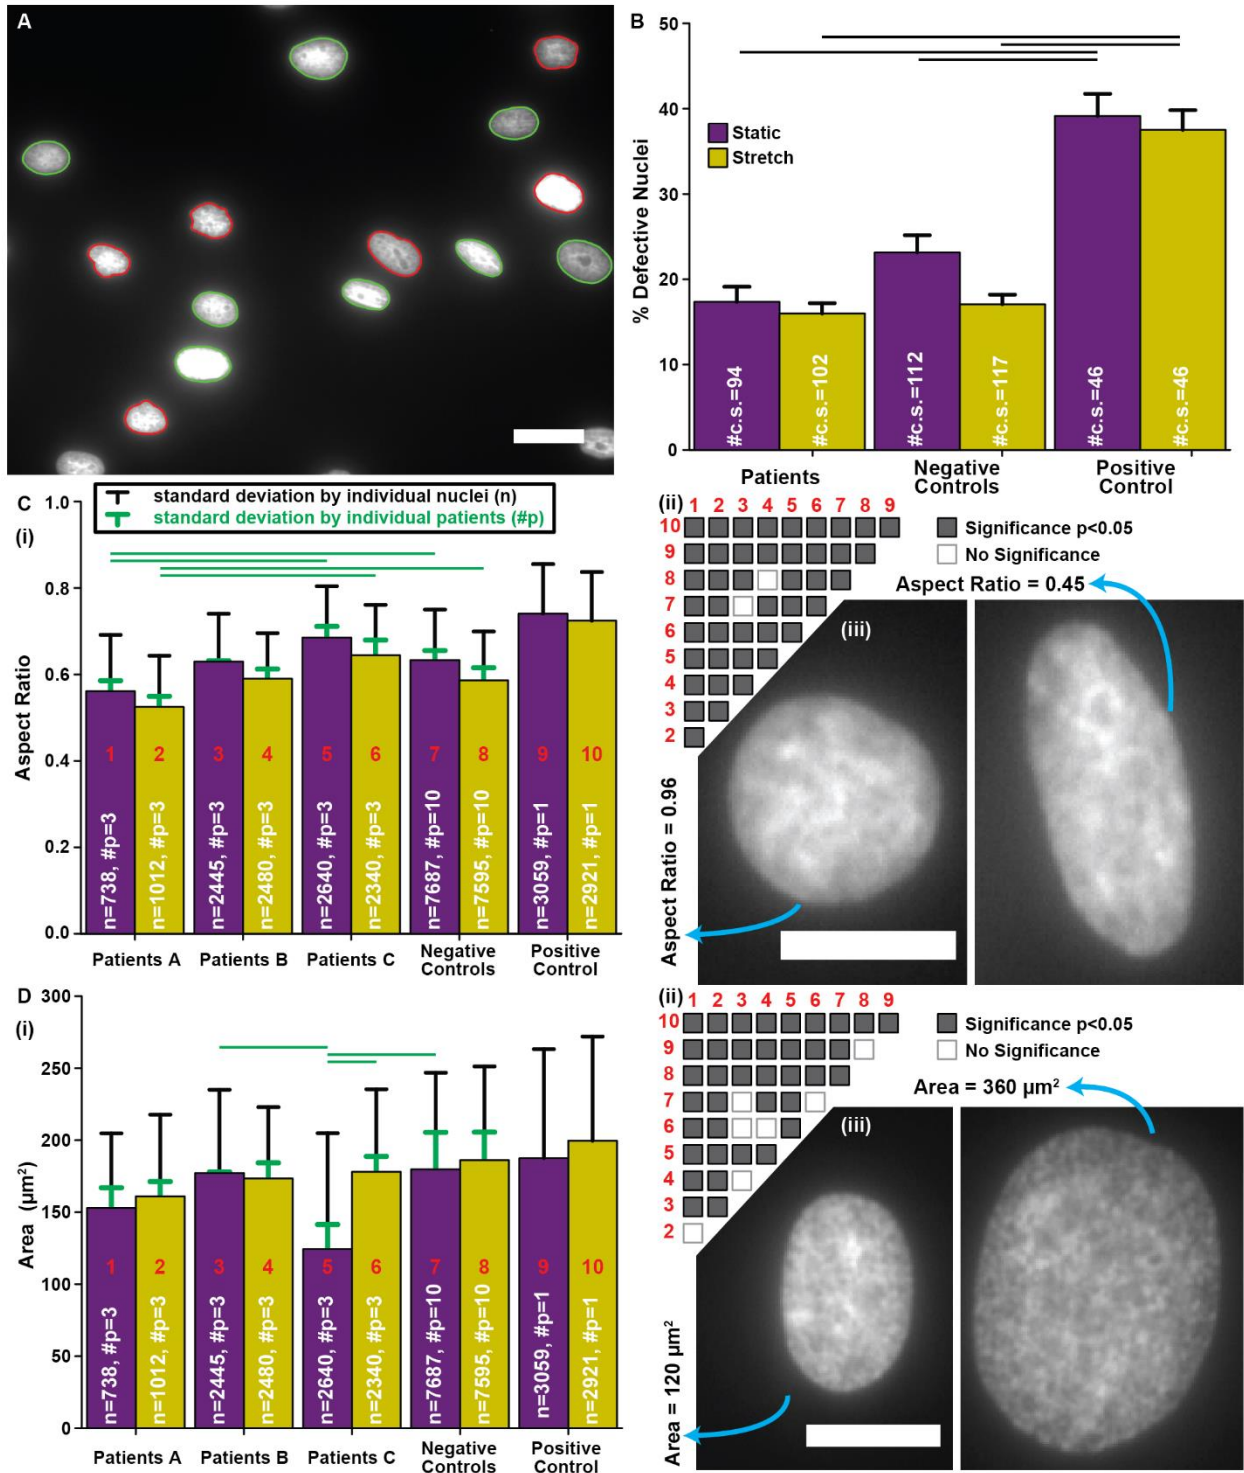 A
B
50
40
30
20
10
0
% Defective Nuclei
Static
Stretch
#c.s.=94
#c.s.=102
#c.s.=112
#c.s.=117
#c.s.=46
#c.s.=46
Patients
Negative
Controls
Positive
Control
C
(i)
standard deviation by individual nuclei (n)
standard deviation by individual patients (#p)
1.0
0.8
0.6
0.4
0.2
0.0
Aspect Ratio
1
2
3
4
5
6
7
8
9
10
n=738, #p=3
n=1012, #p=3
n=2445, #p=3
n=2480, #p=3
n=2640, #p=3
n=2340, #p=3
n=7687, #p=10
n=7595, #p=10
n=3059, #p=1
n=2921, #p=1
Patients A
Patients B
Patients C
Negative
Controls
Positive
Control
(ii)
1 2 3 4 5 6 7 8 9
10
9
8
7
6
5
4
3
2
Significance p<0.05
No Significance
Aspect Ratio = 0.45
(iii)
Aspect Ratio = 0.96
D
(i)
300
250
200
150
100
50
0
Area (µm²)
1
2
3
4
5
6
7
8
9
10
n=738, #p=3
n=1012, #p=3
n=2445, #p=3
n=2480, #p=3
n=2640, #p=3
n=2340, #p=3
n=7687, #p=10
n=7595, #p=10
n=3059, #p=1
n=2921, #p=1
Patients A
Patients B
Patients C
Negative
Controls
Positive
Control
(ii)
1 2 3 4 5 6 7 8 9
10
9
8
7
6
5
4
3
2
Significance p<0.05
No Significance
Area = 360 µm²
(iii)
Area = 120 µm²